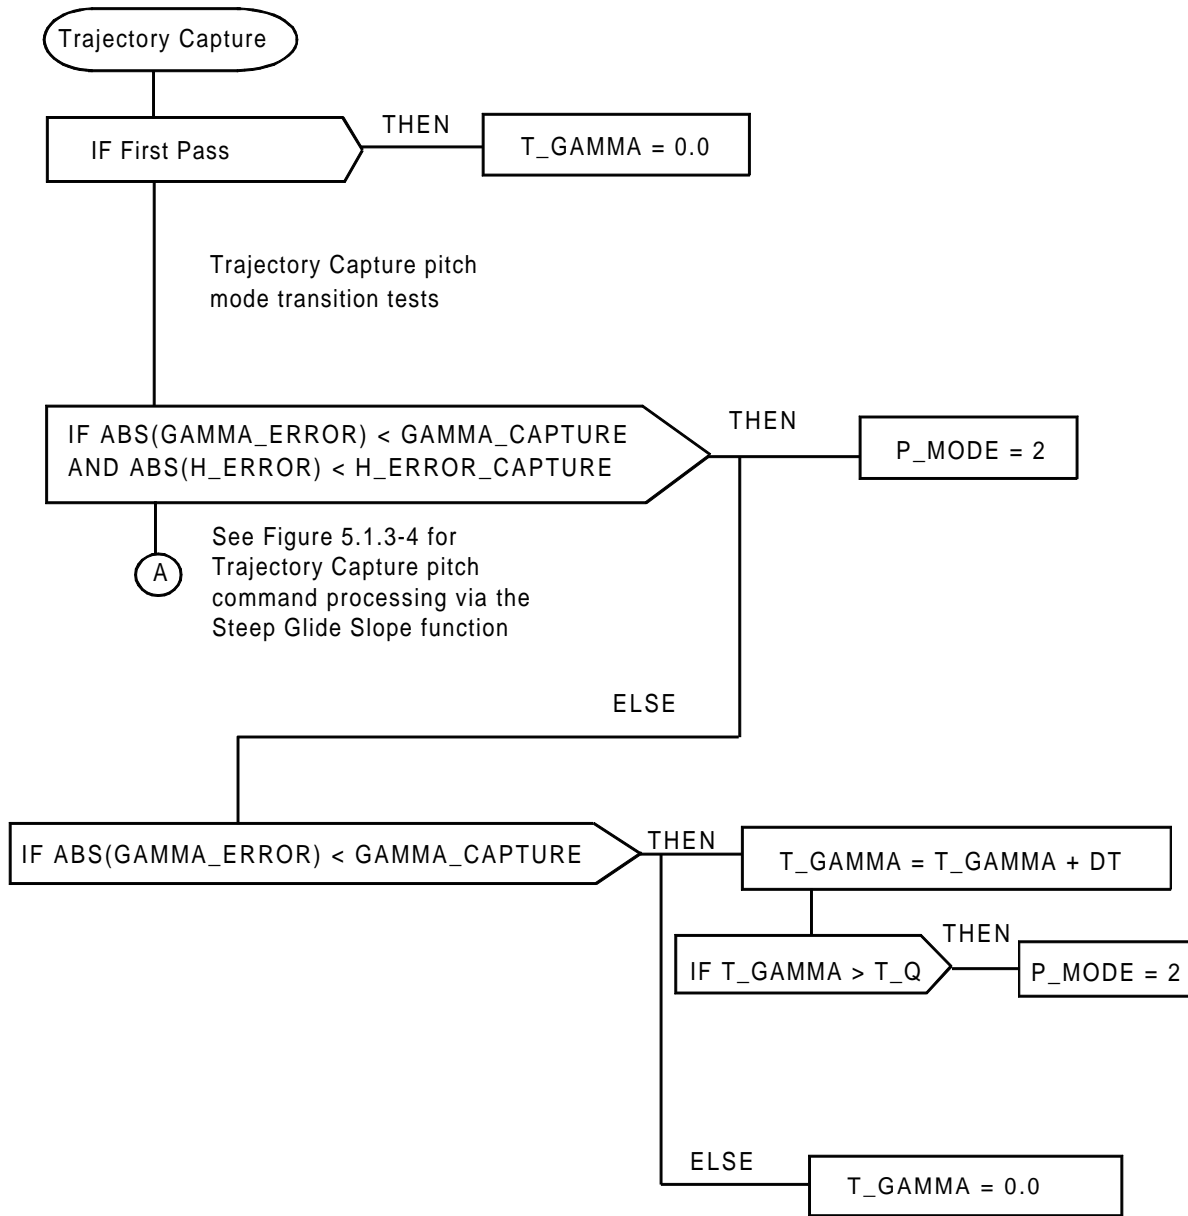 Trajectory Capture
IF First Pass
THEN
T_GAMMA = 0.0
Trajectory Capture pitch
mode transition tests
IF ABS(GAMMA_ERROR) < GAMMA_CAPTURE
AND ABS(H_ERROR) < H_ERROR_CAPTURE
THEN
P_MODE = 2
A
See Figure 5.1.3-4 for
Trajectory Capture pitch
command processing via the
Steep Glide Slope function
ELSE
IF ABS(GAMMA_ERROR) < GAMMA_CAPTURE
THEN
T_GAMMA = T_GAMMA + DT
IF T_GAMMA > T_Q
THEN
P_MODE = 2
ELSE
T_GAMMA = 0.0